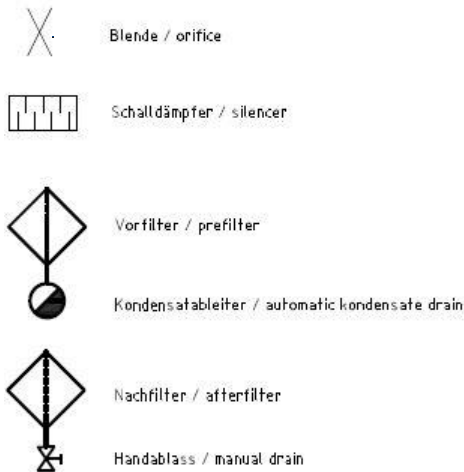 Blende / orifice
Schalldämpfer / silencer
Vorfilter / prefilter
Kondensatableiter / automatic kondensate drain
Nachfilter / afterfilter
Handablass / manual drain